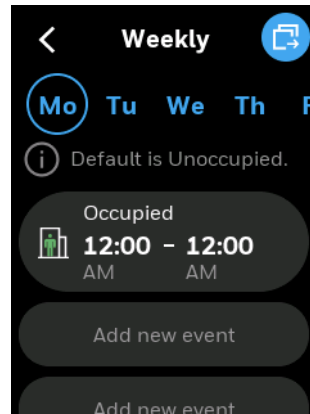 Weekly
Mo Tu We Th F
Default is Unoccupied.
Occupied
12:00 – 12:00
AM AM
Add new event
Add new event